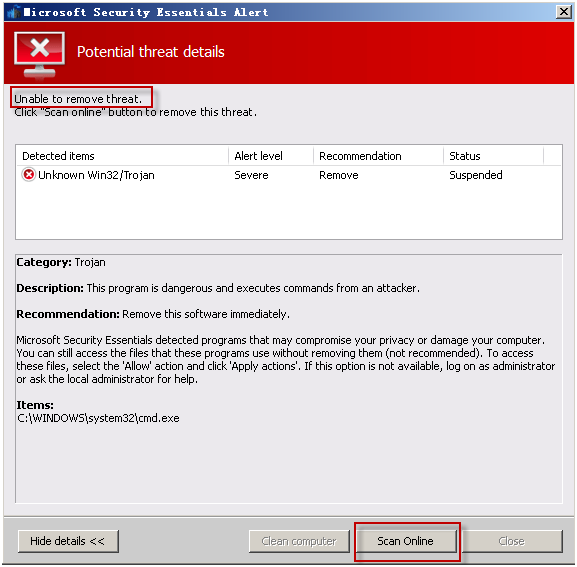 Microsoft Security Essentials Alert
Potential threat details
Unable to remove threat.
Click "Scan online" button to remove this threat.
Detected items Alert level Recommendation Status
Unknown Win32/Trojan Severe Remove Suspended
Category: Trojan
Description: This program is dangerous and executes commands from an attacker.
Recommendation: Remove this software immediately.
Microsoft Security Essentials detected programs that may compromise your privacy or damage your computer.
You can still access the files that these programs use without removing them (not recommended). To access
these files, select the 'Allow' action and click 'Apply actions'. If this option is not available, log on as administrator
or ask the local administrator for help.
Items:
C:\WINDOWS\system32\cmd.exe
Hide details << Clean computer Scan Online Close